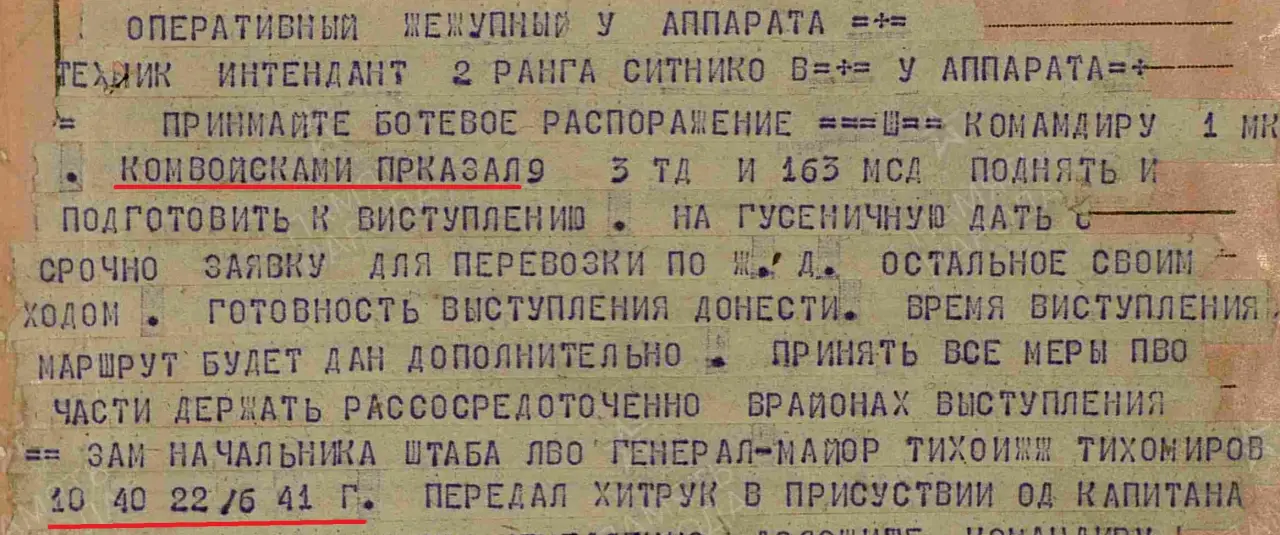 ОПЕРАТИВНЫЙ ЖЕЖУПНЫЙ У АППАРАТА =+=
ТЕХНИК ИНТЕНДАНТ 2 РАНГА СИТНИКО В=+= У АППАРАТА=+
= ПРИНМАЙТЕ БОТЕВОЕ РАСПОРАЖЕНИЕ ===Ш== КОМАМДИРУ 1 МК
. КОМВОЙСКАМИ ПРКАЗАЛ9 3 ТД И 163 МСД ПОДНЯТЬ И
ПОДГОТОВИТЬ К ВИСТУПЛЕНИЮ . НА ГУСЕНИЧНУЮ ДАТЬ
СРОЧНО ЗАЯВКУ ДЛЯ ПЕРЕВОЗКИ ПО Ж. Д. ОСТАЛЬНОЕ СВОИМ
ХОДОМ . ГОТОВНОСТЬ ВЫСТУПЛЕНИЯ ДОНЕСТИ. ВРЕМЯ ВИСТУПЛЕНИЯ
МАРШРУТ БУДЕТ ДАН ДОПОЛНИТЕЛЬНО . ПРИНЯТЬ ВСЕ МЕРЫ ПВО
ЧАСТИ ДЕРЖАТЬ РАССОСРЕДОТОЧЕННО ВРАЙОНАХ ВЫСТУПЛЕНИЯ
== ЗАМ НАЧАЛЬНИКА ШТАБА ЛВО ГЕНЕРАЛ-МАЙОР ТИХОИЖЖ ТИХОМИРОВ
10 40 22/6 41 Г. ПЕРЕДАЛ ХИТРУК В ПРИСУСТВИИ ОД КАПИТАНА